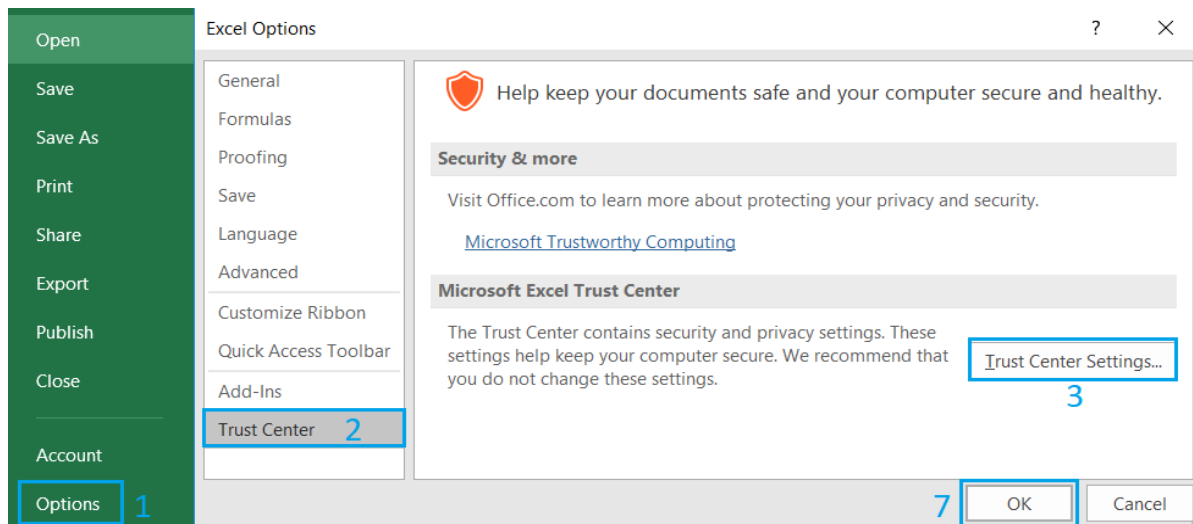 Open
Save
Save As
Print
Share
Export
Publish
Close
Account
Options 1
Excel Options ?
General
Formulas
Proofing
Save
Language
Advanced
Customize Ribbon
Quick Access Toolbar
Add-Ins
Trust Center 2
Help keep your documents safe and your computer secure and healthy.
Security & more
Visit Office.com to learn more about protecting your privacy and security.
Microsoft Trustworthy Computing
Microsoft Excel Trust Center
The Trust Center contains security and privacy settings. These
settings help keep your computer secure. We recommend that
you do not change these settings.
Trust Center Settings...
3
7 OK Cancel